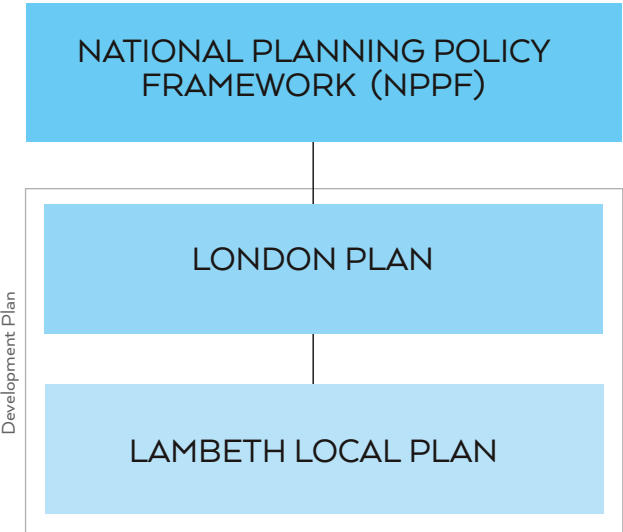 NATIONAL PLANNING POLICY
FRAMEWORK (NPPF)
LONDON PLAN
Development Plan
LAMBETH LOCAL PLAN